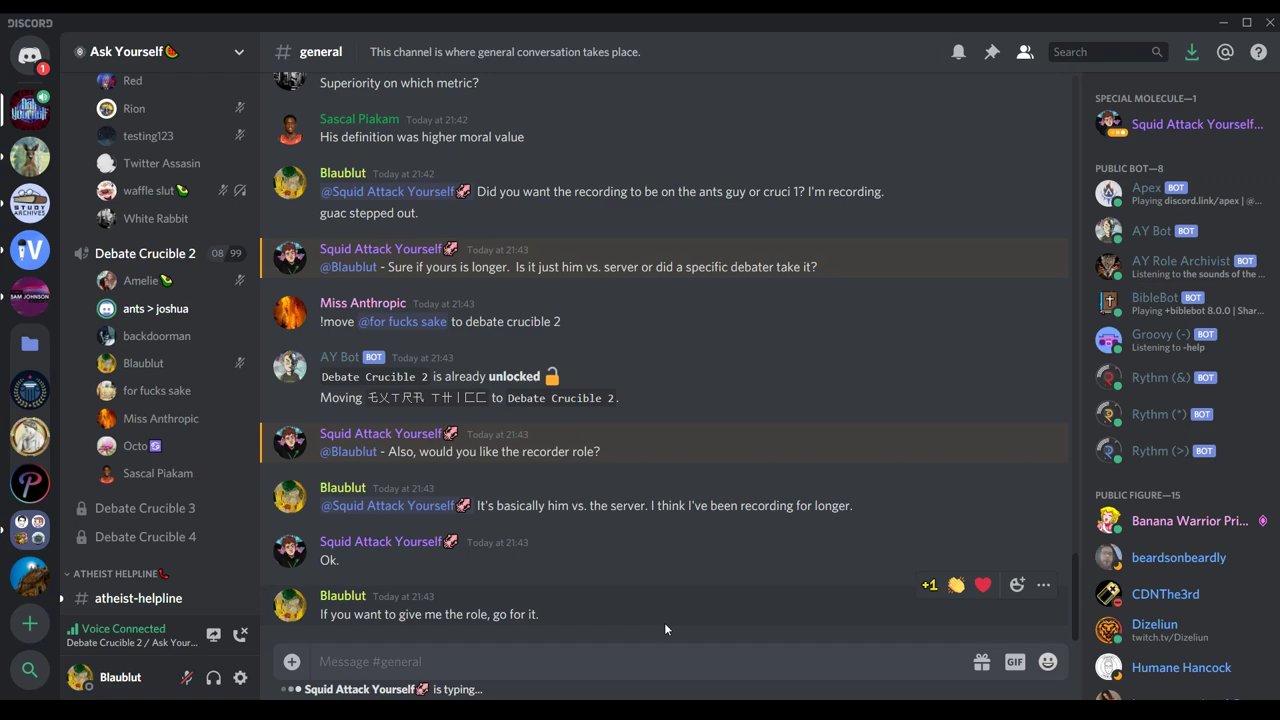 DISCORD
Ask Yourself🍉
# general
This channel is where general conversation takes place.
Search
1
Red
Rion
testing123
Twitter Assasin
waffle slut🥑
White Rabbit
Debate Crucible 2
08 99
Amelie🥑
ants > joshua
backdoorman
Blaublut
for fucks sake
Miss Anthropic
Octo
Sascal Piakam
Debate Crucible 3
Debate Crucible 4
ATHEIST HELPLINE📞
# atheist-helpline
Voice Connected
Debate Crucible 2 / Ask Your...
Blaublut
STUDY
ARCHIVES
V
SAM JOHNSON
Superiority on which metric?
Sascal Piakam Today at 21:42
His definition was higher moral value
Blaublut Today at 21:42
@Squid Attack Yourself🦑 Did you want the recording to be on the ants guy or cruci 1? I'm recording.
guac stepped out.
Squid Attack Yourself🦑 Today at 21:43
@Blaublut - Sure if yours is longer. Is it just him vs. server or did a specific debater take it?
Miss Anthropic Today at 21:43
!move @for fucks sake to debate crucible 2
AY Bot BOT Today at 21:43
Debate Crucible 2 is already unlocked 🔓
to Debate Crucible 2.
Squid Attack Yourself🦑 Today at 21:43
@Blaublut - Also, would you like the recorder role?
Blaublut Today at 21:43
@Squid Attack Yourself🦑 It's basically him vs. the server. I think I've been recording for longer.
Squid Attack Yourself🦑 Today at 21:43
Ok.
+1
Blaublut Today at 21:43
If you want to give me the role, go for it.
Message #general
GIF
Squid Attack Yourself🦑 is typing...
SPECIAL MOLECULE—1
Squid Attack Yourself...
PUBLIC BOT—8
Apex BOT
Playing discord.link/apex | @...
AY Bot BOT
AY Role Archivist BOT
Listening to the sounds of the ...
BibleBot BOT
Playing +biblebot 8.0.0 | Shar...
Groovy (-) BOT
Listening to -help
Rythm (&) BOT
Rythm (*) BOT
Rythm (>) BOT
PUBLIC FIGURE—15
Banana Warrior Pri...
beardsonbeardly
CDNThe3rd
Dizeliun
twitch.tv/Dizeliun
Humane Hancock